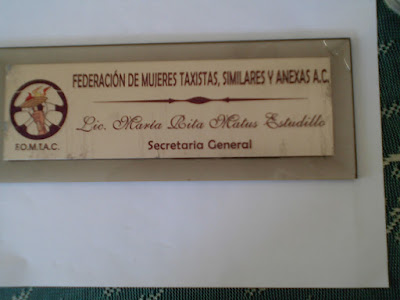 FEDERACIÓN DE MUJERES TAXISTAS, SIMILARES Y ANEXAS A.C.
Lic. María Rita Matus Estudillo
Secretaria General
F.O.M.T.A.C.